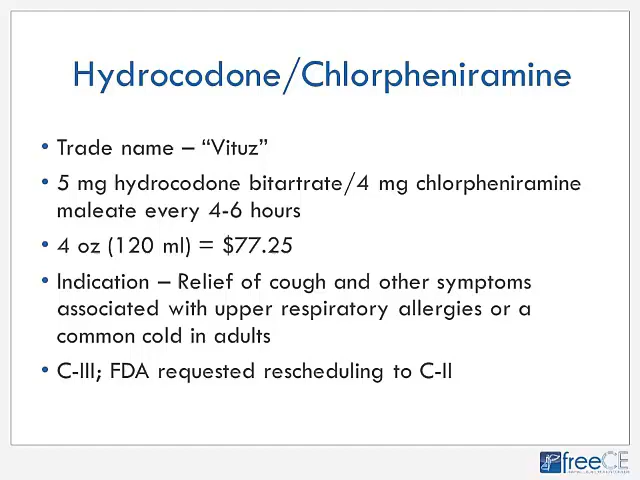 Hydrocodone/Chlorpheniramine
• Trade name – “Vituz”
• 5 mg hydrocodone bitartrate/4 mg chlorpheniramine
maleate every 4-6 hours
• 4 oz (120 ml) = $77.25
• Indication – Relief of cough and other symptoms
associated with upper respiratory allergies or a
common cold in adults
• C-III; FDA requested rescheduling to C-II
freeCE